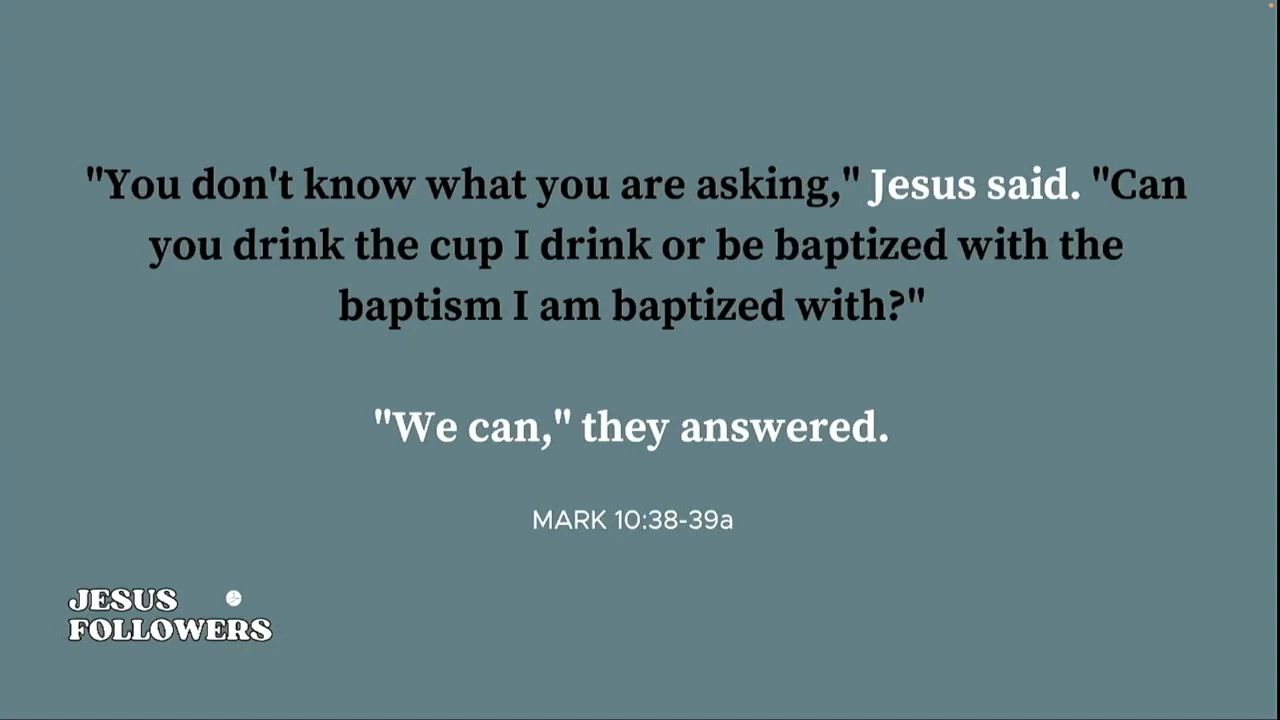 "You don't know what you are asking," Jesus said. "Can
you drink the cup I drink or be baptized with the
baptism I am baptized with?"
"We can," they answered.
MARK 10:38-39a
JESUS
FOLLOWERS